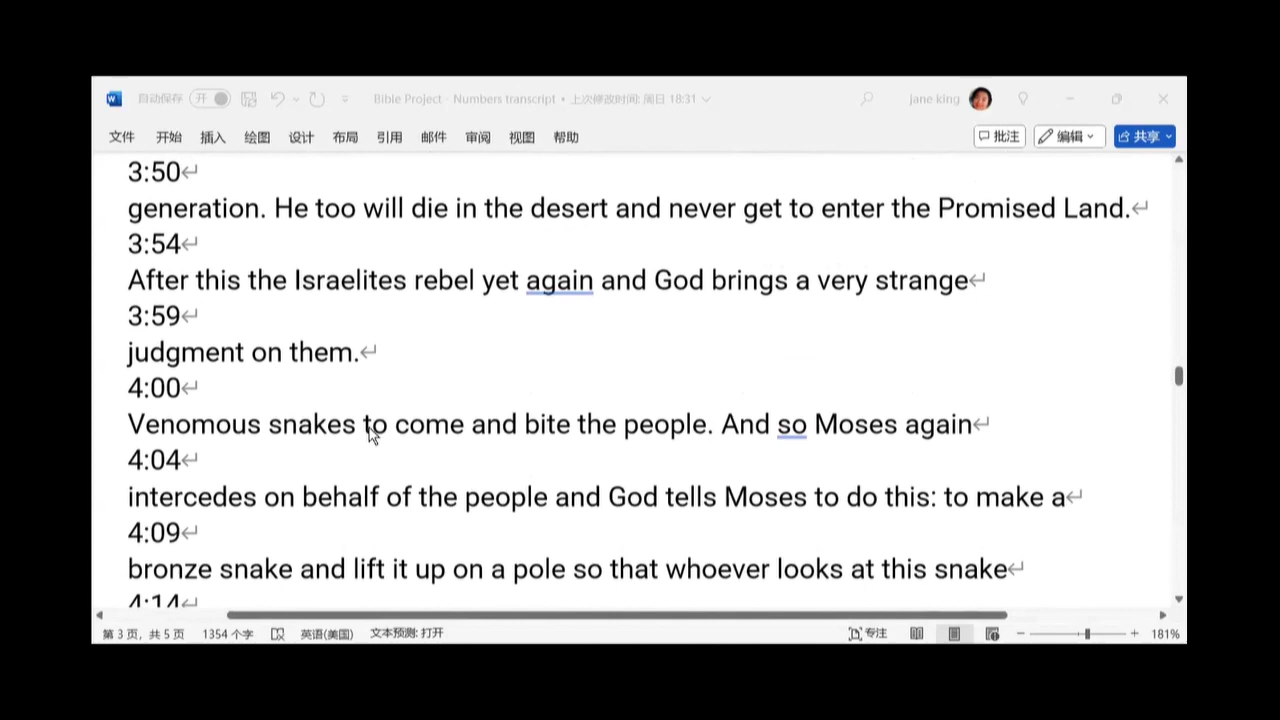 自动保存 开 Bible Project - Numbers transcript • 上次修改时间: 周日 18:31 jane king
文件 开始 插入 绘图 设计 布局 引用 邮件 审阅 视图 帮助 批注 编辑 共享
3:50
generation. He too will die in the desert and never get to enter the Promised Land.
3:54
After this the Israelites rebel yet again and God brings a very strange
3:59
judgment on them.
4:00
Venomous snakes to come and bite the people. And so Moses again
4:04
intercedes on behalf of the people and God tells Moses to do this: to make a
4:09
bronze snake and lift it up on a pole so that whoever looks at this snake
4:14
第 3 页, 共 5 页 1354 个字 英语(美国) 文本预测: 打开 专注 181%